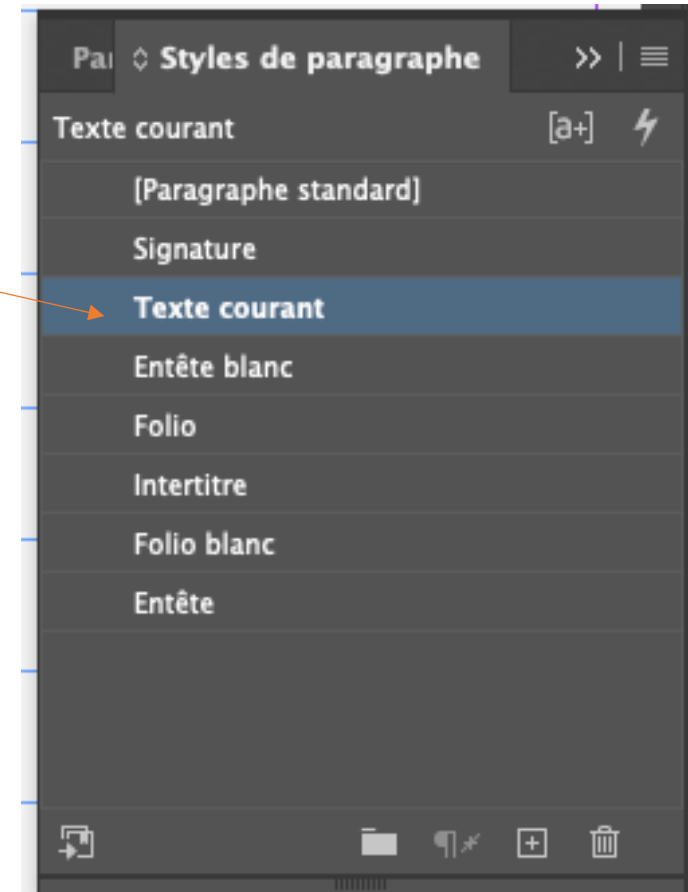 Styles de paragraphe
Texte courant [a+]
[Paragraphe standard]
Signature
Texte courant
Entête blanc
Folio
Intertitre
Folio blanc
Entête